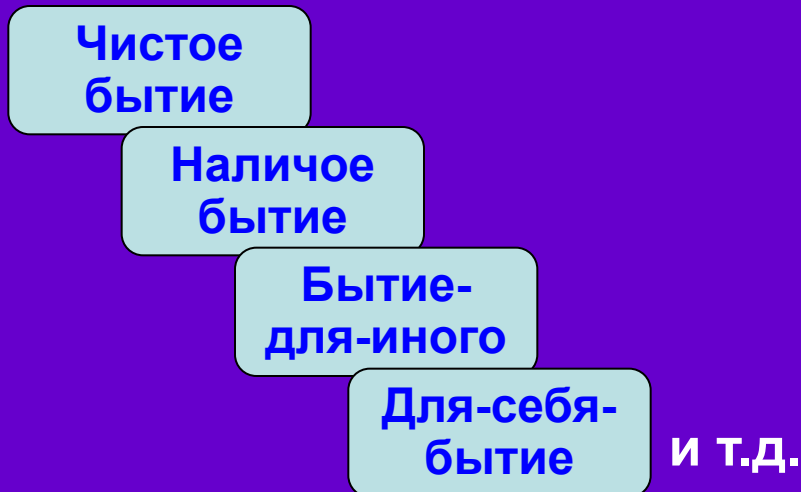 Чистое
бытие
Наличое
бытие
Бытие-
для-иного
Для-себя-
бытие
и т.д.